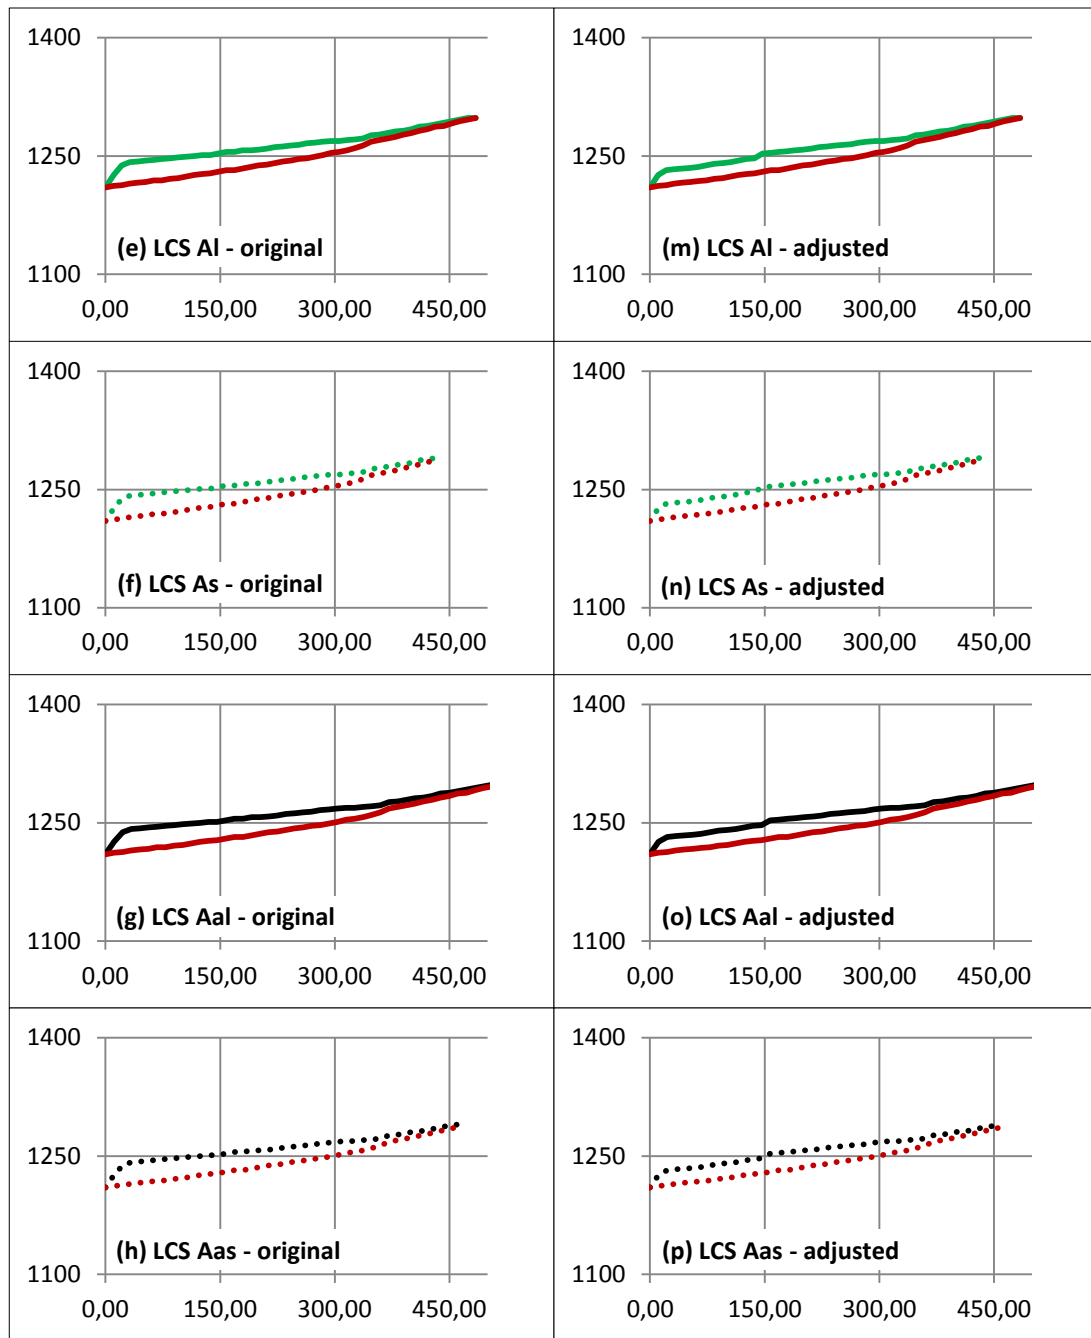 1400
1250
(e) LCS Al - original
1100
0,00 150,00 300,00 450,00
1400
1250
(m) LCS Al - adjusted
1100
0,00 150,00 300,00 450,00
1400
1250
(f) LCS As - original
1100
0,00 150,00 300,00 450,00
1400
1250
(n) LCS As - adjusted
1100
0,00 150,00 300,00 450,00
1400
1250
(g) LCS Aal - original
1100
0,00 150,00 300,00 450,00
1400
1250
(o) LCS Aal - adjusted
1100
0,00 150,00 300,00 450,00
1400
1250
(h) LCS Aas - original
1100
0,00 150,00 300,00 450,00
1400
1250
(p) LCS Aas - adjusted
1100
0,00 150,00 300,00 450,00